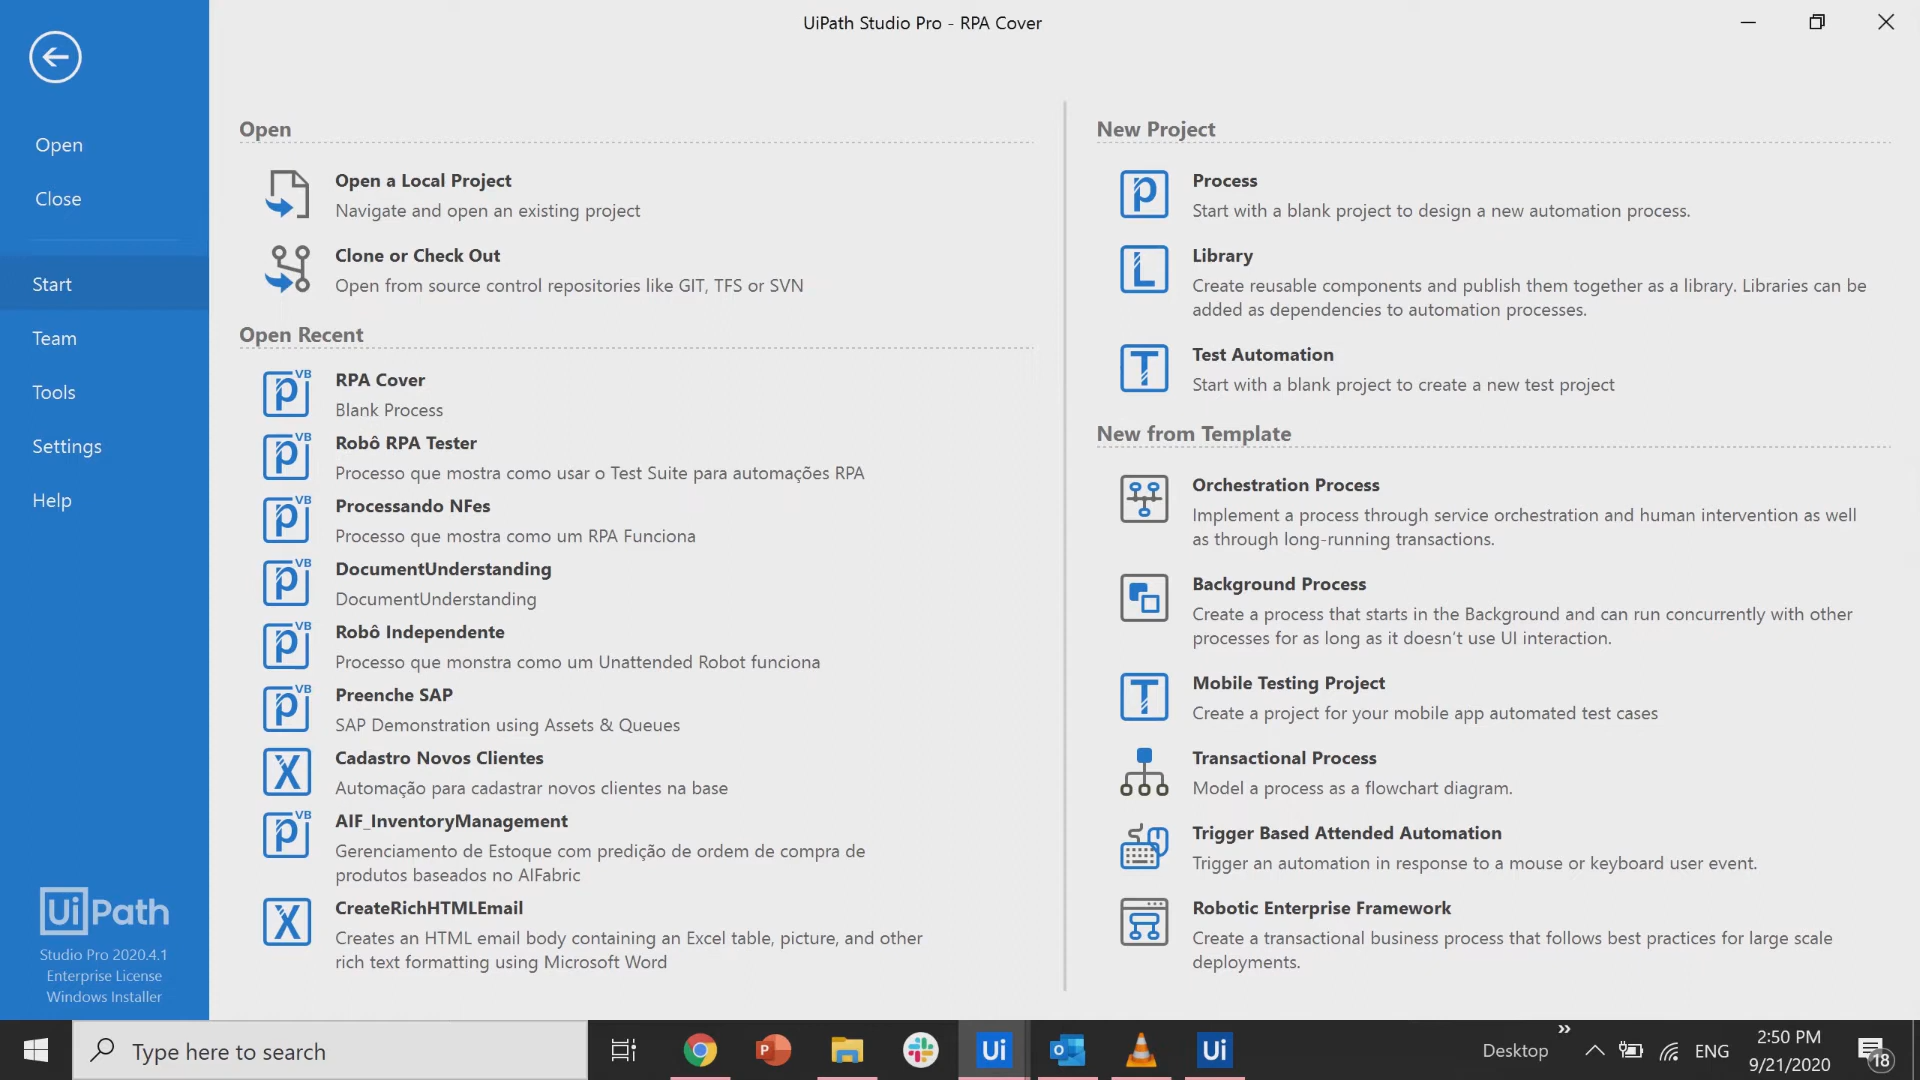 UiPath Studio Pro - RPA Cover
Open
Close
Start
Team
Tools
Settings
Help
UiPath
Studio Pro 2020.4.1
Enterprise License
Windows Installer
Open
Open a Local Project
Navigate and open an existing project
Clone or Check Out
Open from source control repositories like GIT, TFS or SVN
Open Recent
VB
RPA Cover
Blank Process
VB
Robô RPA Tester
Processo que mostra como usar o Test Suite para automações RPA
VB
Processando NFes
Processo que mostra como um RPA Funciona
VB
DocumentUnderstanding
DocumentUnderstanding
VB
Robô Independente
Processo que monstra como um Unattended Robot funciona
VB
Preenche SAP
SAP Demonstration using Assets & Queues
Cadastro Novos Clientes
Automação para cadastrar novos clientes na base
VB
AIF_InventoryManagement
Gerenciamento de Estoque com predição de ordem de compra de
produtos baseados no AIFabric
CreateRichHTMLEmail
Creates an HTML email body containing an Excel table, picture, and other
rich text formatting using Microsoft Word
New Project
Process
Start with a blank project to design a new automation process.
Library
Create reusable components and publish them together as a library. Libraries can be
added as dependencies to automation processes.
Test Automation
Start with a blank project to create a new test project
New from Template
Orchestration Process
Implement a process through service orchestration and human intervention as well
as through long-running transactions.
Background Process
Create a process that starts in the Background and can run concurrently with other
processes for as long as it doesn't use UI interaction.
Mobile Testing Project
Create a project for your mobile app automated test cases
Transactional Process
Model a process as a flowchart diagram.
Trigger Based Attended Automation
Trigger an automation in response to a mouse or keyboard user event.
Robotic Enterprise Framework
Create a transactional business process that follows best practices for large scale
deployments.
Type here to search
Ui
Ui
Desktop
ENG
2:50 PM
9/21/2020
18